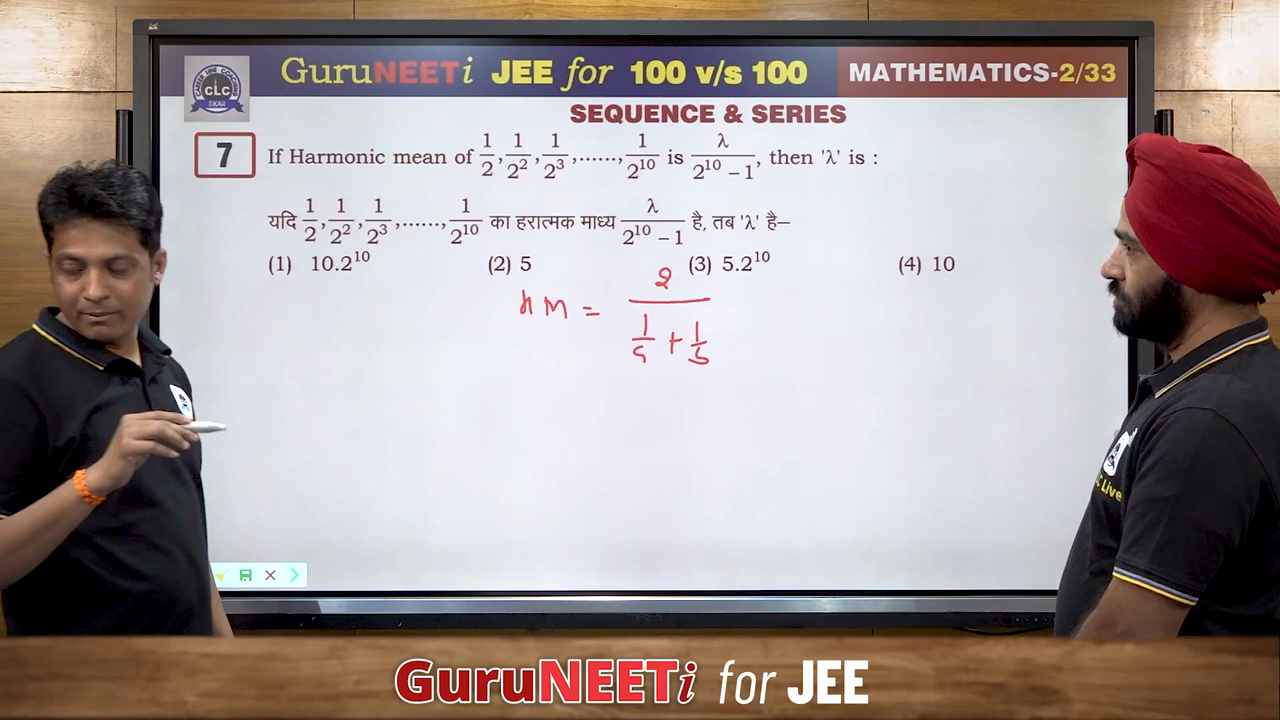 GuruNEETi JEE for 100 v/s 100 MATHEMATICS-2/33
CLC
SIKAR
SEQUENCE & SERIES
7 If Harmonic mean of 1/2, 1/2², 1/2³, ......, 1/2¹⁰ is λ/(2¹⁰ – 1), then 'λ' is :
यदि 1/2, 1/2², 1/2³, ......, 1/2¹⁰ का हरात्मक माध्य λ/(2¹⁰ – 1) है, तब 'λ' है–
(1) 10.2¹⁰ (2) 5 (3) 5.2¹⁰ (4) 10
HM = 2/(1/a + 1/b)
Live
GuruNEETi for JEE